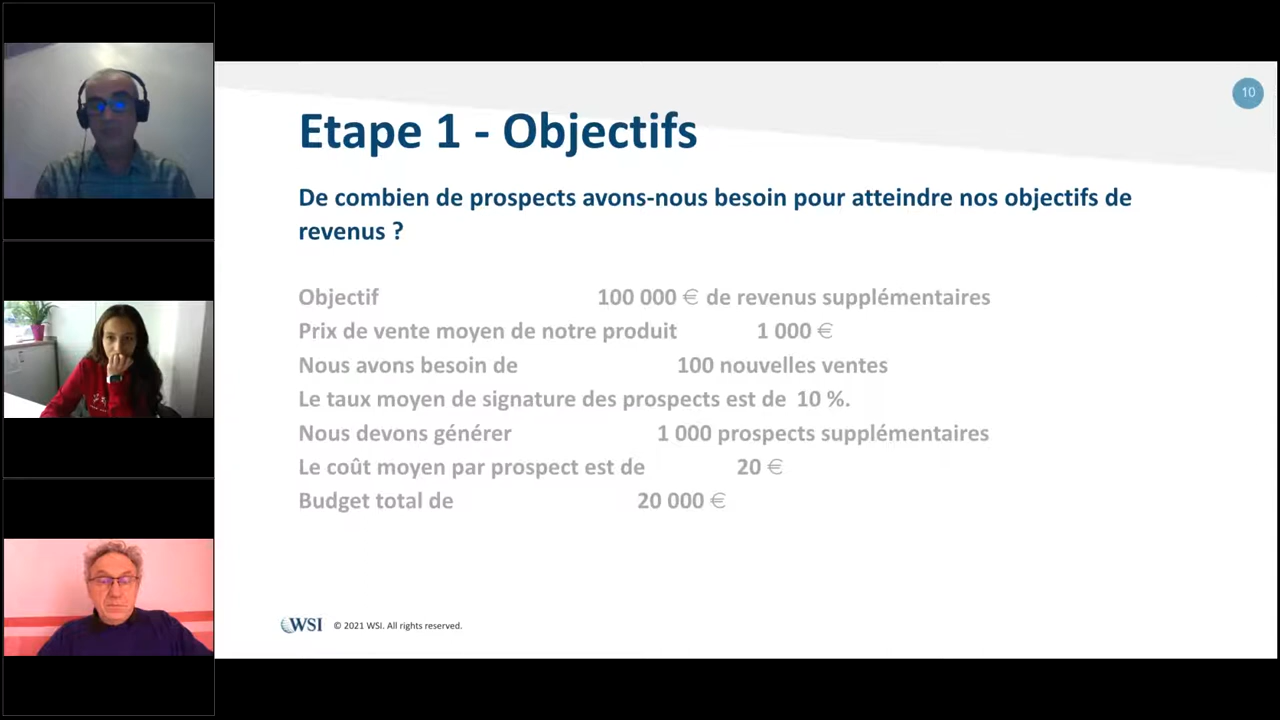 10
Etape 1 - Objectifs
De combien de prospects avons-nous besoin pour atteindre nos objectifs de
revenus ?
Objectif 100 000 € de revenus supplémentaires
Prix de vente moyen de notre produit 1 000 €
Nous avons besoin de 100 nouvelles ventes
Le taux moyen de signature des prospects est de 10 %.
Nous devons générer 1 000 prospects supplémentaires
Le coût moyen par prospect est de 20 €
Budget total de 20 000 €
WSI © 2021 WSI. All rights reserved.